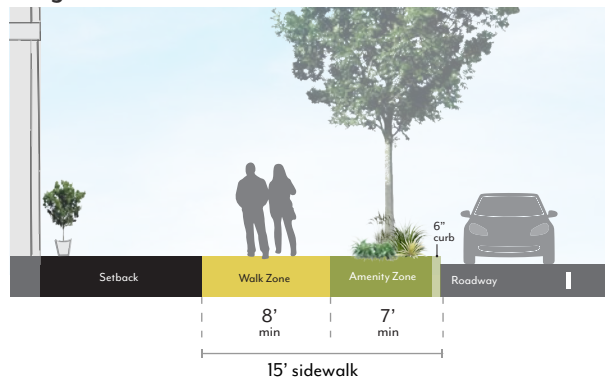 6"
curb
Setback
Walk Zone
Amenity Zone
Roadway
8'
min
7'
min
15' sidewalk